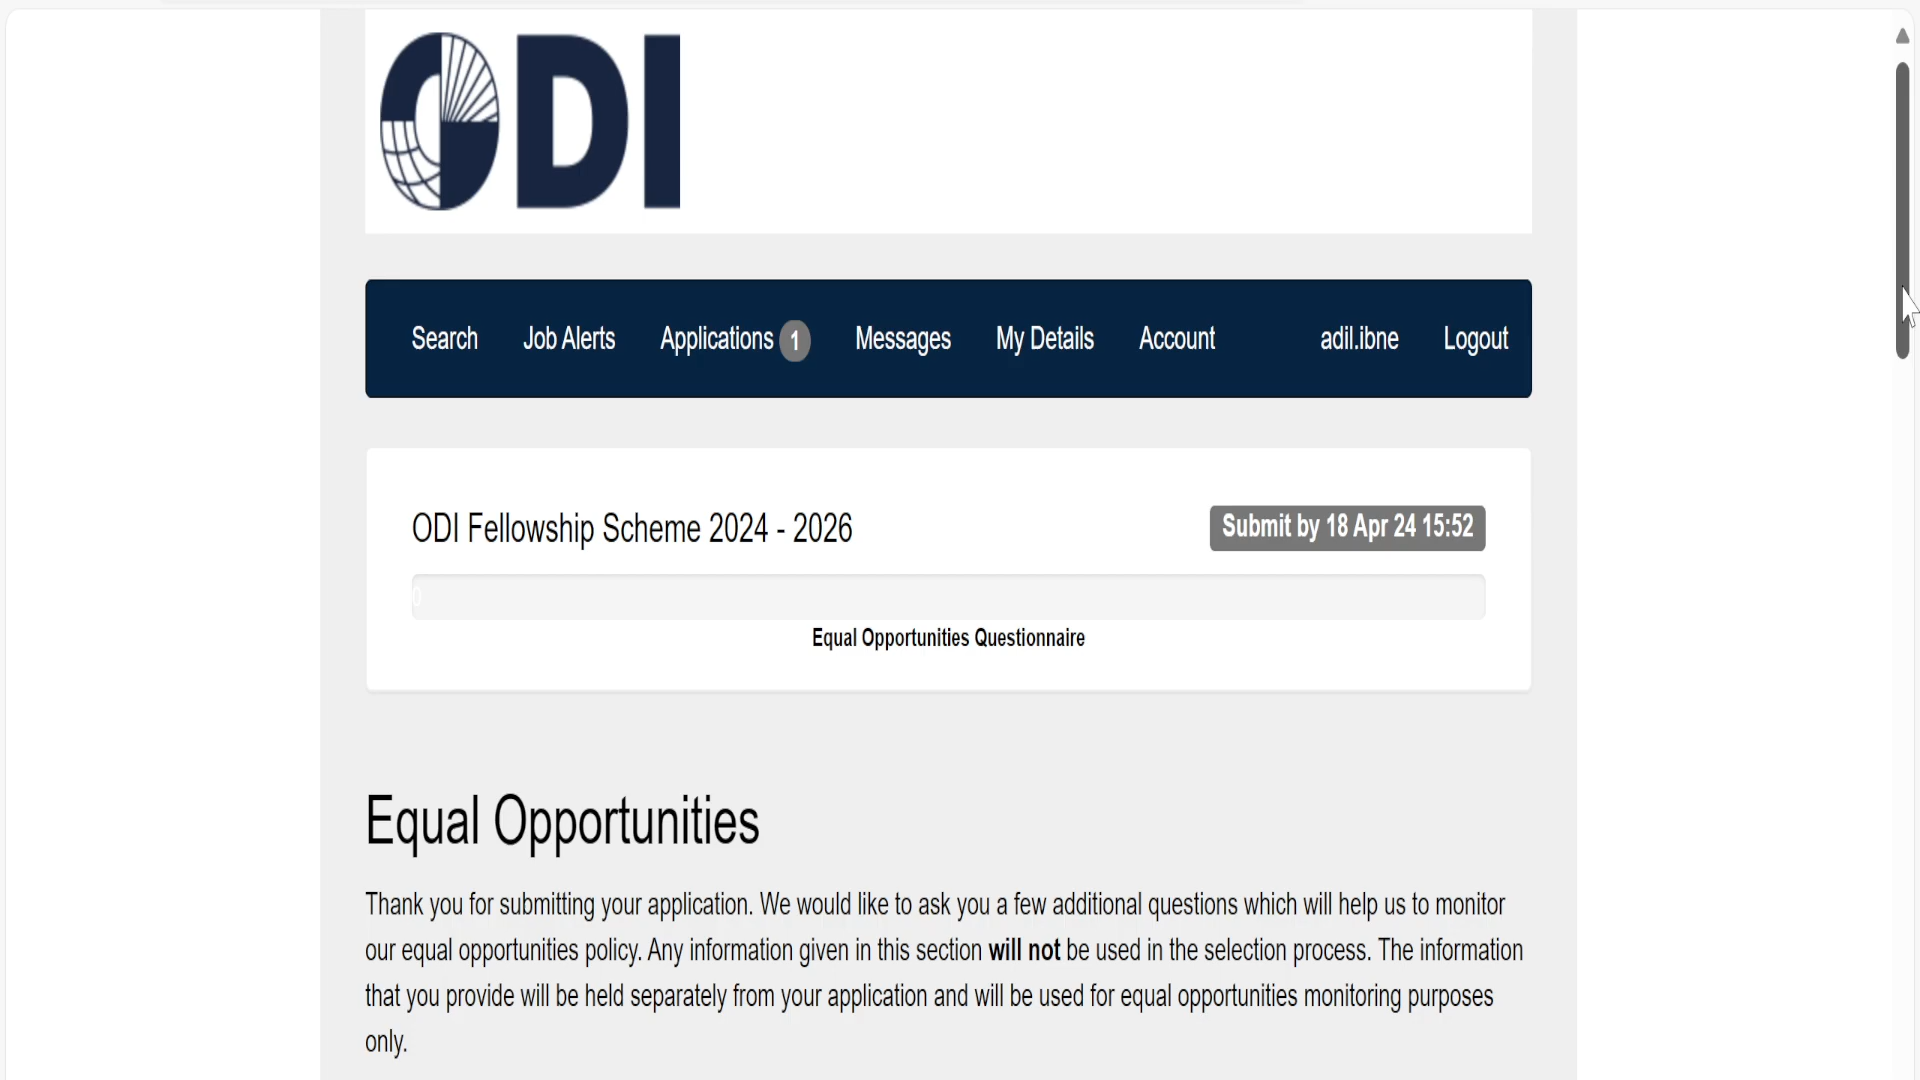 ODI
Search Job Alerts Applications 1 Messages My Details Account adil.ibne Logout
ODI Fellowship Scheme 2024 - 2026 Submit by 18 Apr 24 15:52
0
Equal Opportunities Questionnaire
Equal Opportunities
Thank you for submitting your application. We would like to ask you a few additional questions which will help us to monitor
our equal opportunities policy. Any information given in this section will not be used in the selection process. The information
that you provide will be held separately from your application and will be used for equal opportunities monitoring purposes
only.